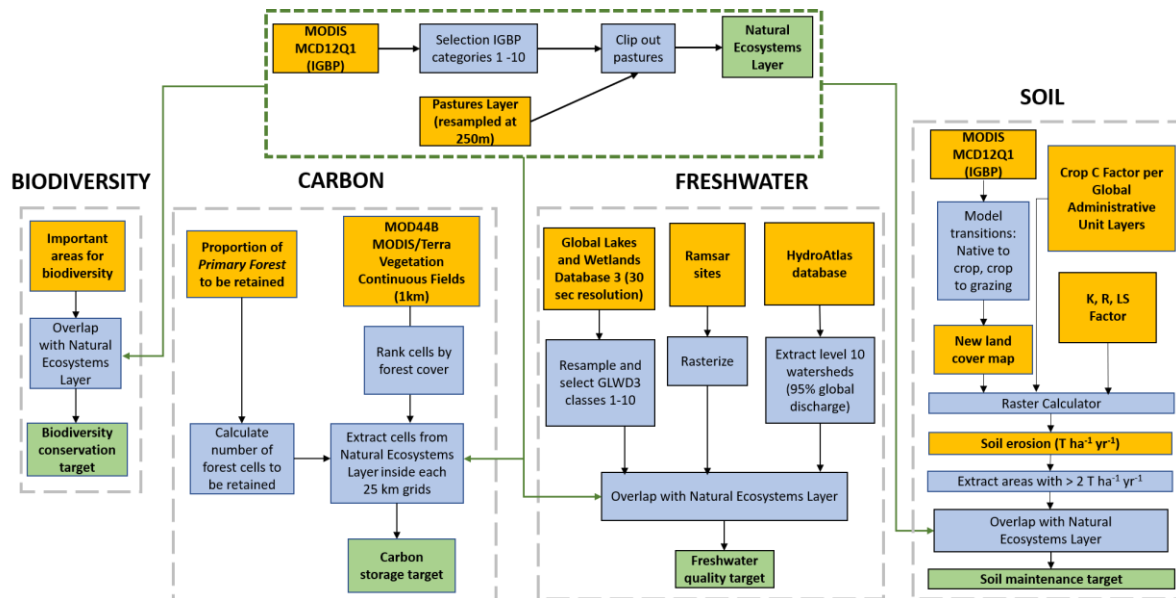 MODIS
MCD12Q1
(IGBP)
Selection IGBP
categories 1 -10
Clip out
pastures
Natural
Ecosystems
Layer
Pastures Layer
(resampled at
250m)
BIODIVERSITY
Important
areas for
biodiversity
Overlap
with Natural
Ecosystems
Layer
Biodiversity
conservation
target
CARBON
Proportion of
Primary Forest
to be retained
MOD44B
MODIS/Terra
Vegetation
Continuous Fields
(1km)
Rank cells by
forest cover
Calculate
number of
forest cells to
be retained
Extract cells from
Natural Ecosystems
Layer inside each
25 km grids
Carbon
storage target
FRESHWATER
Global Lakes
and Wetlands
Database 3 (30
sec resolution)
Ramsar
sites
HydroAtlas
database
Resample and
select GLWD3
classes 1-10
Rasterize
Extract level 10
watersheds
(95% global
discharge)
Overlap with Natural Ecosystems Layer
Freshwater
quality target
SOIL
MODIS
MCD12Q1
(IGBP)
Crop C Factor per
Global
Administrative
Unit Layers
Model
transitions:
Native to
crop, crop
to grazing
K, R, LS
Factor
New land
cover map
Raster Calculator
Soil erosion (T ha⁻¹ yr⁻¹)
Extract areas with > 2 T ha⁻¹ yr⁻¹
Overlap with Natural
Ecosystems Layer
Soil maintenance target